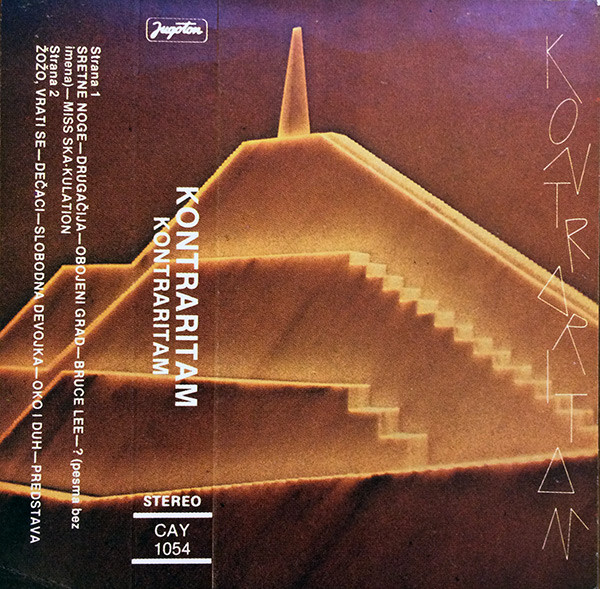 Strana 1
SRETNE NOGE—DRUGAČIJA—OBOJENI GRAD—BRUCE LEE—? (pesma bez
imena)—MISS SKA-KULATION
Strana 2
ŽOŽO, VRATI SE—DEČACI—SLOBODNA DEVOJKA—OKO I DUH—PREDSTAVA
Jugoton
KONTRARITAM
KONTRARITAM
STEREO
CAY
1054
KONTRARITAM